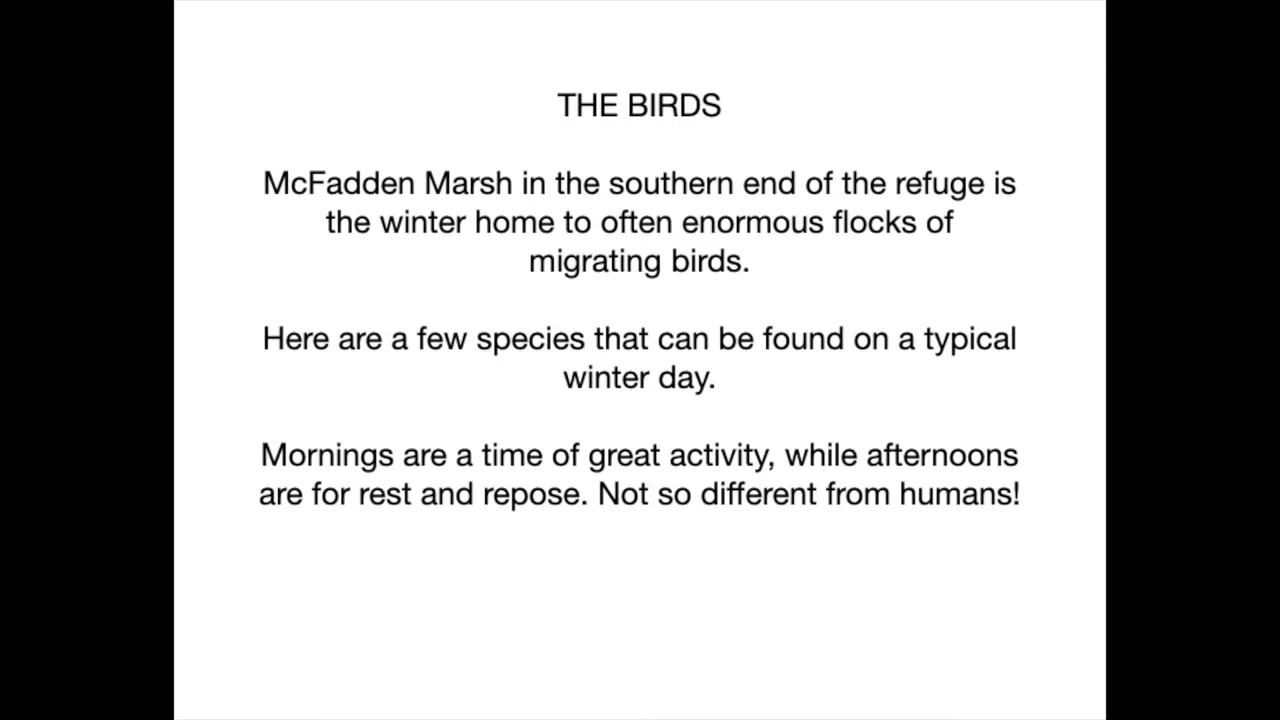 THE BIRDS
McFadden Marsh in the southern end of the refuge is
the winter home to often enormous flocks of
migrating birds.
Here are a few species that can be found on a typical
winter day.
Mornings are a time of great activity, while afternoons
are for rest and repose. Not so different from humans!